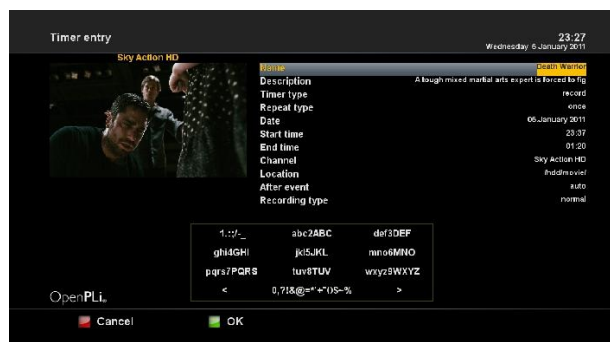 Timer entry
23:27
Wednesday 5 January 2011
Sky Action HD
Name Death Warrior
Description A tough mixed martial arts expert is forced to fig
Timer type record
Repeat type once
Date 05.January 2011
Start time 23:37
End time 01:20
Channel Sky Action HD
Location /hdd/movie/
After event auto
Recording type normal
abc2ABC def3DEF
ghi4GHI jkl5JKL mno6MNO
pqrs7PQRS tuv8TUV wxyz9WXYZ
< >
OpenPLi
Cancel OK